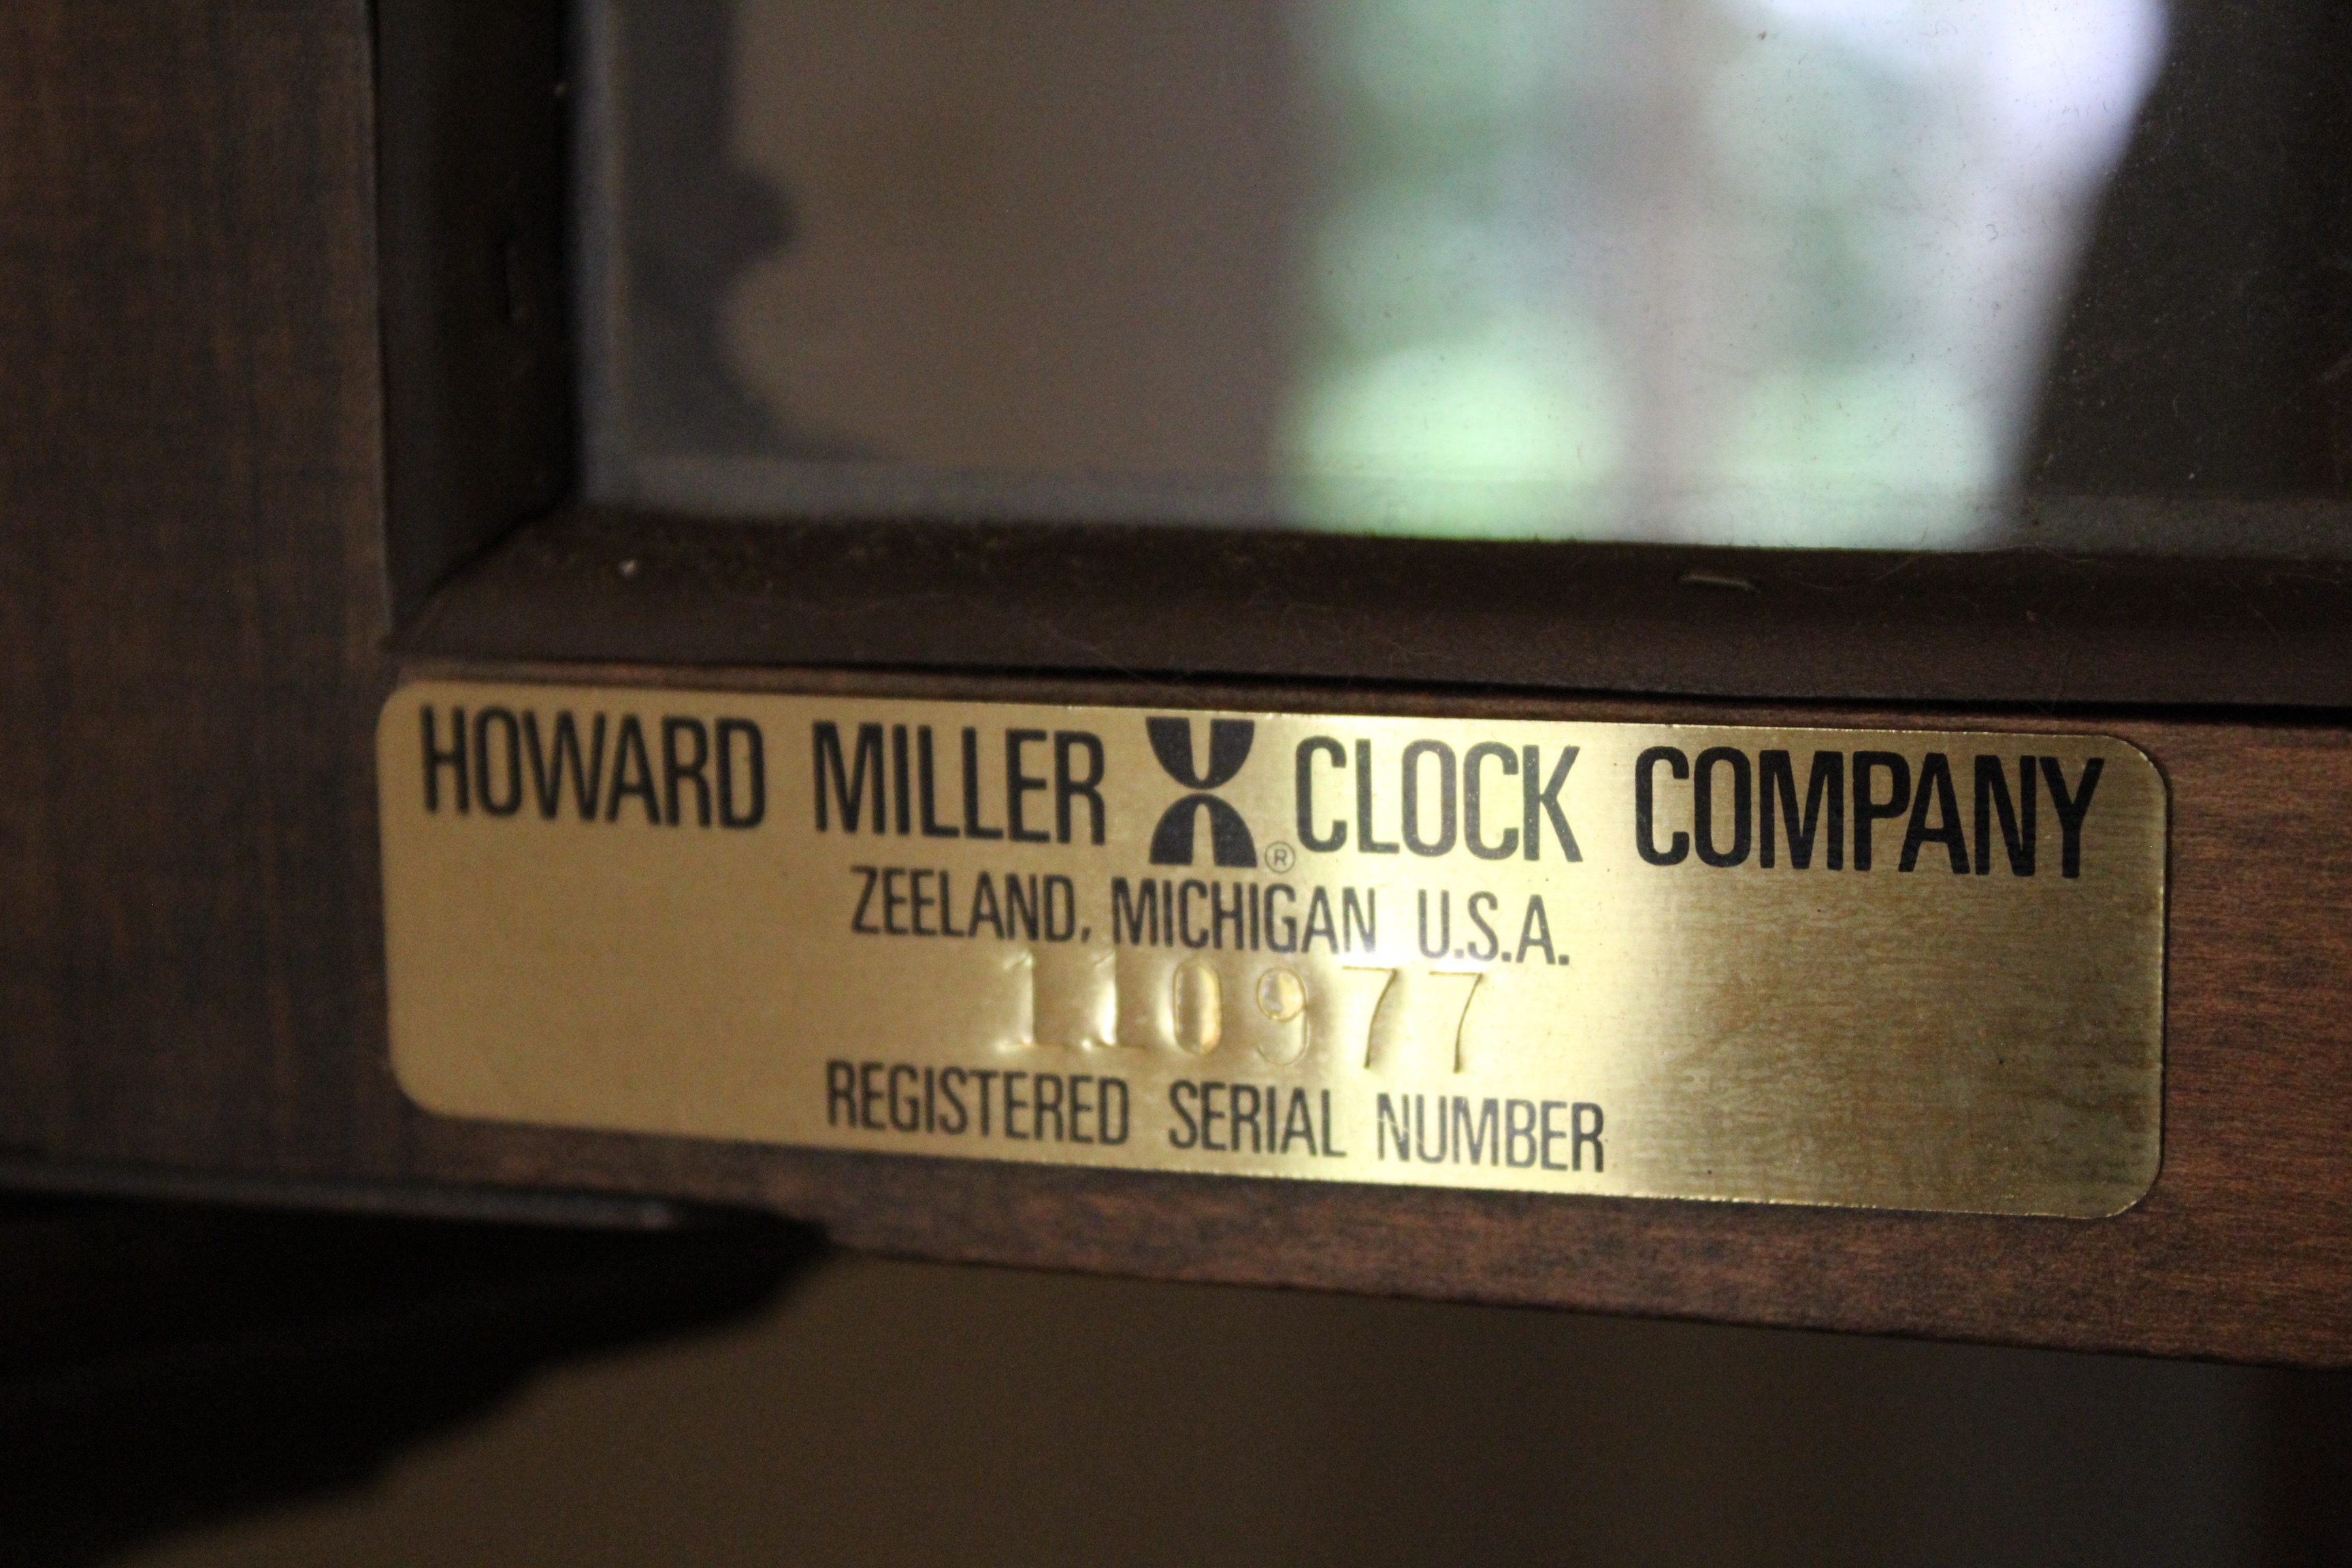 HOWARD MILLER ® CLOCK COMPANY
ZEELAND, MICHIGAN U.S.A.
110977
REGISTERED SERIAL NUMBER